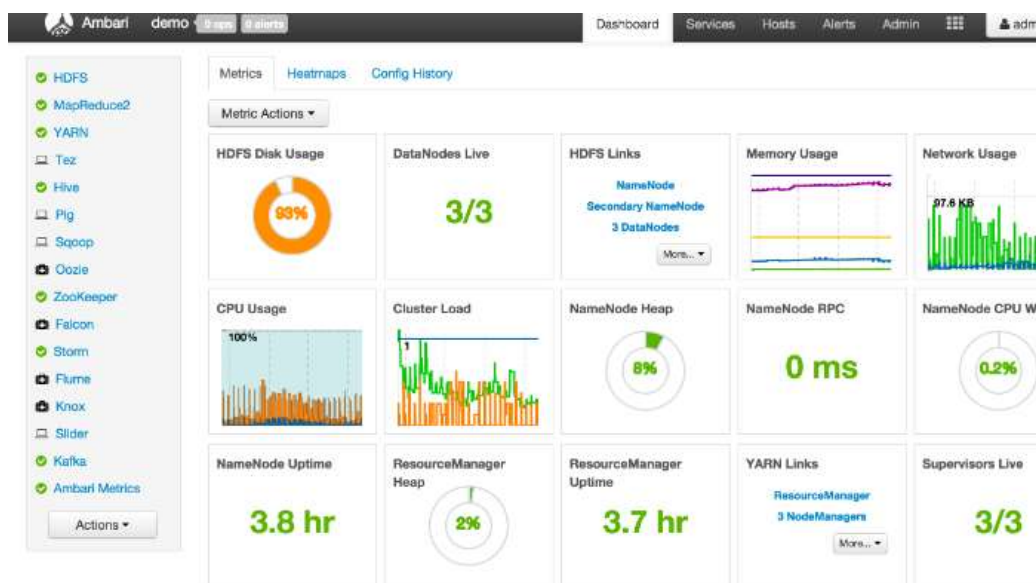 Ambari demo 0 ops 0 alerts Dashboard Services Hosts Alerts Admin adm
HDFS
MapReduce2
YARN
Tez
Hive
Pig
Sqoop
Oozie
ZooKeeper
Falcon
Storm
Flume
Knox
Slider
Kafka
Ambari Metrics
Actions
Metrics Heatmaps Config History
Metric Actions
HDFS Disk Usage
93%
DataNodes Live
3/3
HDFS Links
NameNode
Secondary NameNode
3 DataNodes
More...
Memory Usage
Network Usage
97.6 KB
CPU Usage
100%
Cluster Load
1
NameNode Heap
8%
NameNode RPC
0 ms
NameNode CPU W
0.2%
NameNode Uptime
3.8 hr
ResourceManager
Heap
2%
ResourceManager
Uptime
3.7 hr
YARN Links
ResourceManager
3 NodeManagers
More...
Supervisors Live
3/3